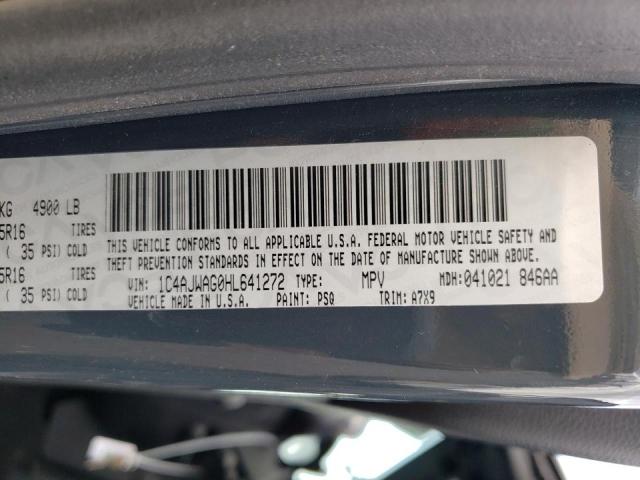 KG 4900 LB
5R16 TIRES
( 35 PSI) COLD
5R16 TIRES
( 35 PSI) COLD
THIS VEHICLE CONFORMS TO ALL APPLICABLE U.S.A. FEDERAL MOTOR VEHICLE SAFETY AND
THEFT PREVENTION STANDARDS IN EFFECT ON THE DATE OF MANUFACTURE SHOWN ABOVE.
VIN: 1C4AJWAG0HL641272 TYPE: MPV MDH:041021 846AA
VEHICLE MADE IN U.S.A. PAINT: PSQ TRIM: A7X9